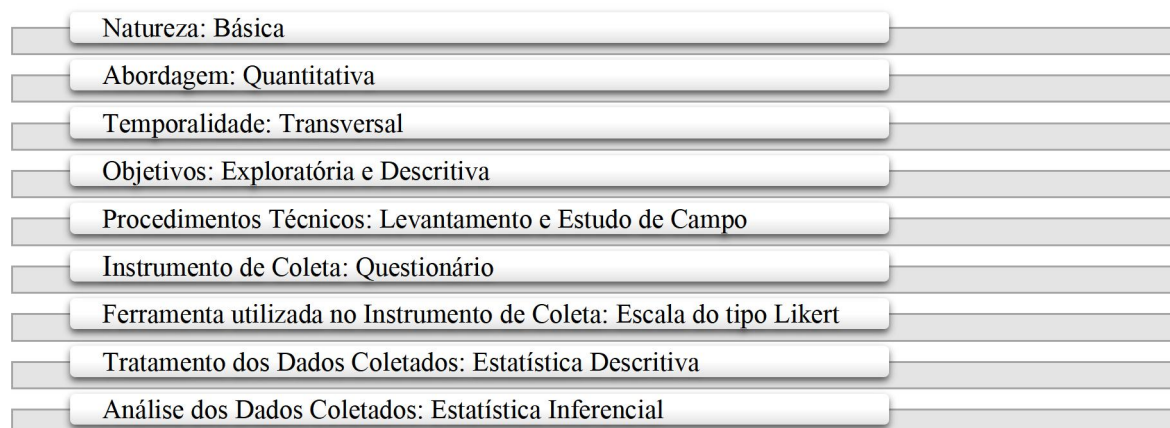 Natureza: Básica
Abordagem: Quantitativa
Temporalidade: Transversal
Objetivos: Exploratória e Descritiva
Procedimentos Técnicos: Levantamento e Estudo de Campo
Instrumento de Coleta: Questionário
Ferramenta utilizada no Instrumento de Coleta: Escala do tipo Likert
Tratamento dos Dados Coletados: Estatística Descritiva
Análise dos Dados Coletados: Estatística Inferencial